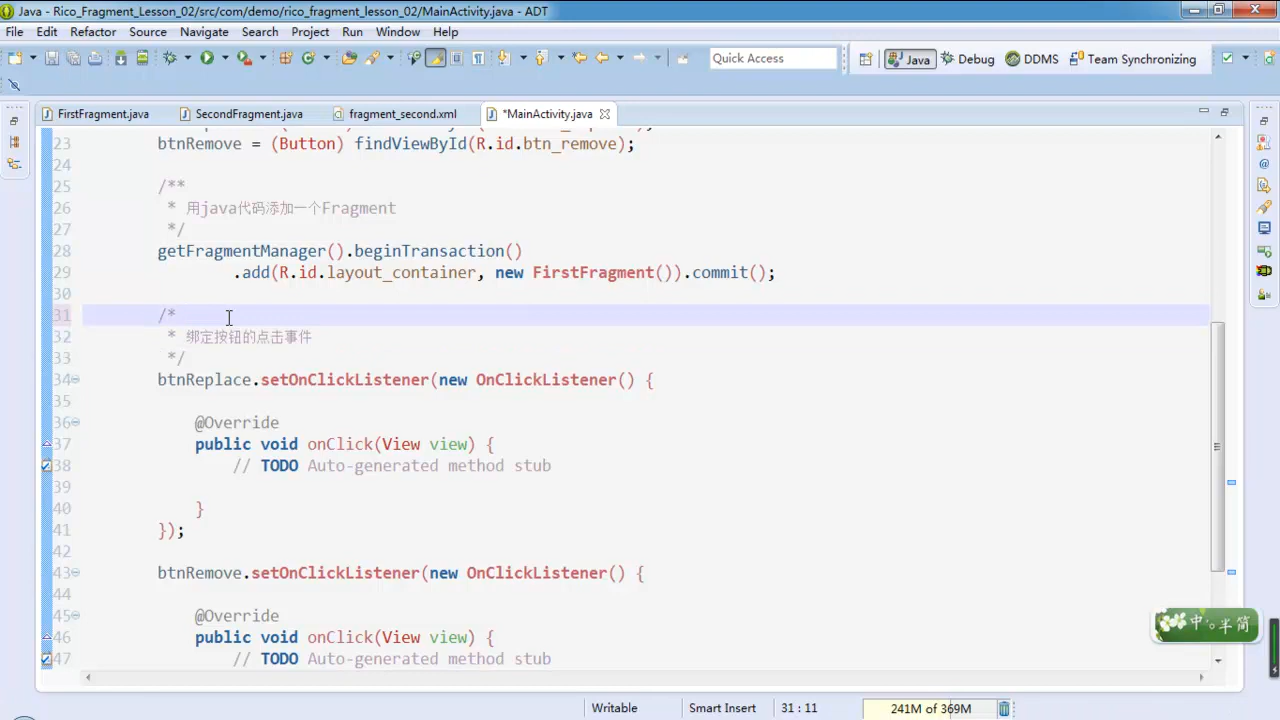 Java - Rico_Fragment_Lesson_02/src/com/demo/rico_fragment_lesson_02/MainActivity.java - ADT
File Edit Refactor Source Navigate Search Project Run Window Help
Quick Access Java Debug DDMS Team Synchronizing
FirstFragment.java SecondFragment.java fragment_second.xml *MainActivity.java
23 btnRemove = (Button) findViewById(R.id.btn_remove);
24
25 /**
26 * 用java代码添加一个Fragment
27 */
28 getFragmentManager().beginTransaction()
29 .add(R.id.layout_container, new FirstFragment()).commit();
30
31 /*
32 * 绑定按钮的点击事件
33 */
34 btnReplace.setOnClickListener(new OnClickListener() {
35
36 @Override
37 public void onClick(View view) {
38 // TODO Auto-generated method stub
39
40 }
41 });
42
43 btnRemove.setOnClickListener(new OnClickListener() {
44
45 @Override
46 public void onClick(View view) {
47 // TODO Auto-generated method stub
中 半 简
Writable Smart Insert 31 : 11 241M of 369M